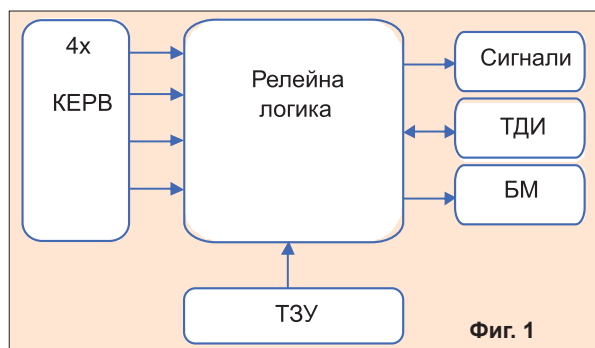 4x
КЕРВ
Релейна
логика
Сигнали
ТДИ
БМ
ТЗУ
Фиг. 1